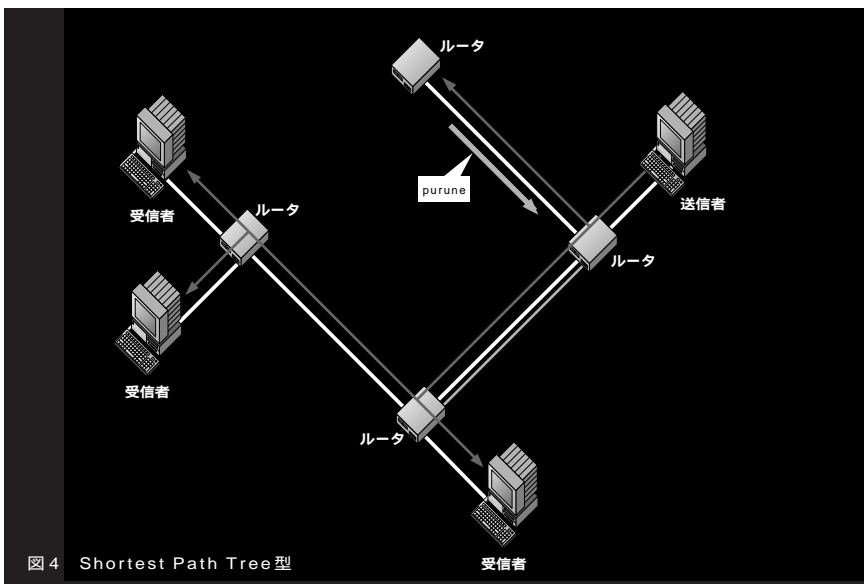 ルータ
purune
送信者
受信者
ルータ
ルータ
受信者
ルータ
受信者
図4 Shortest Path Tree型